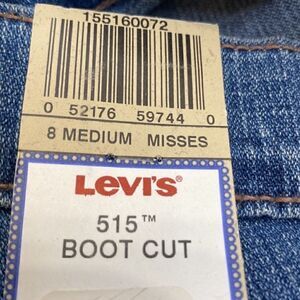 155160072
0 52176 59744 0
8 MEDIUM MISSES
Levi's®
515™
BOOT CUT